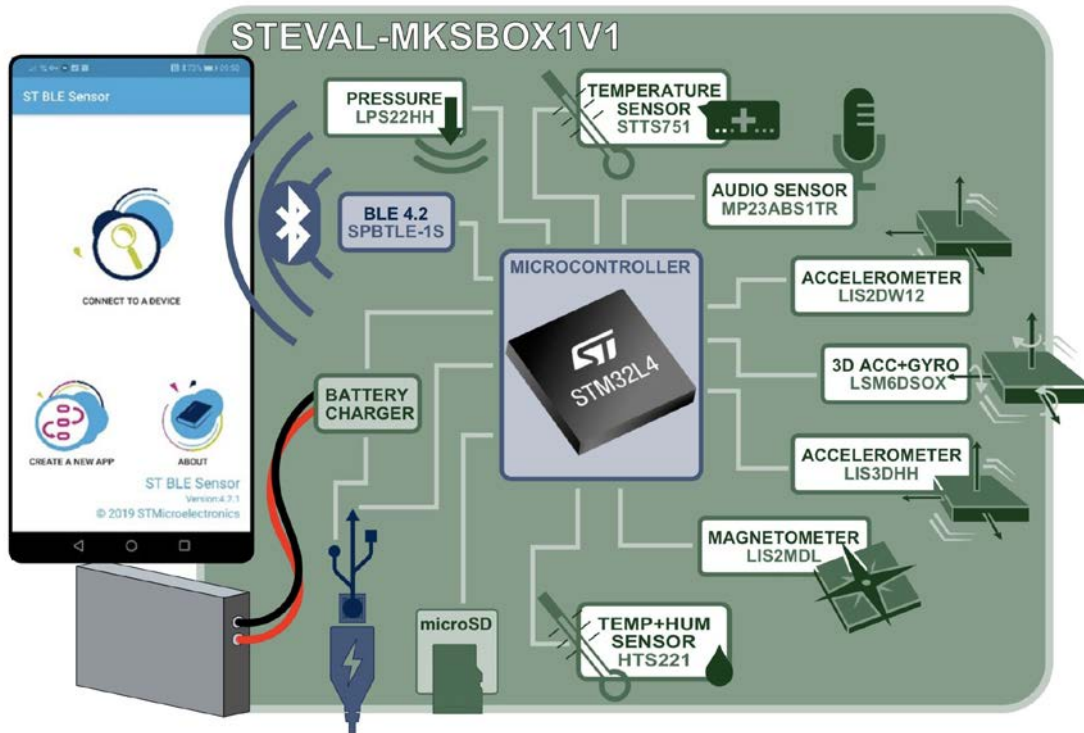 STEVAL-MKSBOX1V1
ST BLE Sensor
CONNECT TO A DEVICE
CREATE A NEW APP
ABOUT
ST BLE Sensor
Version:4.2.1
© 2019 STMicroelectronics
PRESSURE
LPS22HH
TEMPERATURE
SENSOR
STTS751
AUDIO SENSOR
MP23ABS1TR
BLE 4.2
SPBTLE-1S
MICROCONTROLLER
ST
STM32L4
ACCELEROMETER
LIS2DW12
3D ACC+GYRO
LSM6DSOX
BATTERY
CHARGER
ACCELEROMETER
LIS3DHH
MAGNETOMETER
LIS2MDL
microSD
TEMP+HUM
SENSOR
HTS221